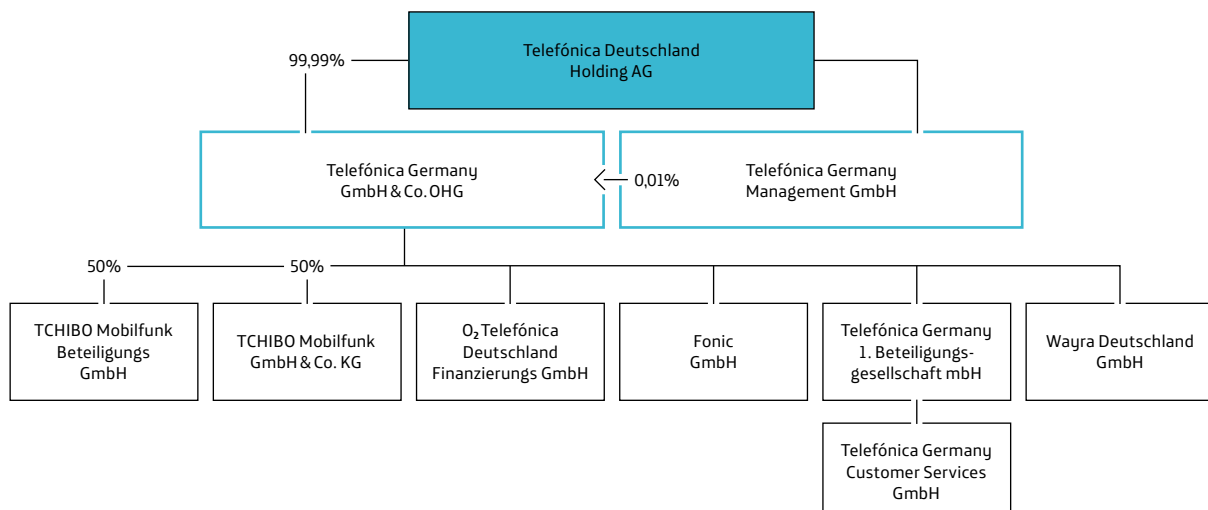 Telefónica Deutschland
Holding AG
99,99%
Telefónica Germany
GmbH & Co. OHG
0,01%
Telefónica Germany
Management GmbH
50%
50%
TCHIBO Mobilfunk
Beteiligungs
GmbH
TCHIBO Mobilfunk
GmbH & Co. KG
O₂ Telefónica
Deutschland
Finanzierungs GmbH
Fonic
GmbH
Telefónica Germany
1. Beteiligungs-
gesellschaft mbH
Wayra Deutschland
GmbH
Telefónica Germany
Customer Services
GmbH